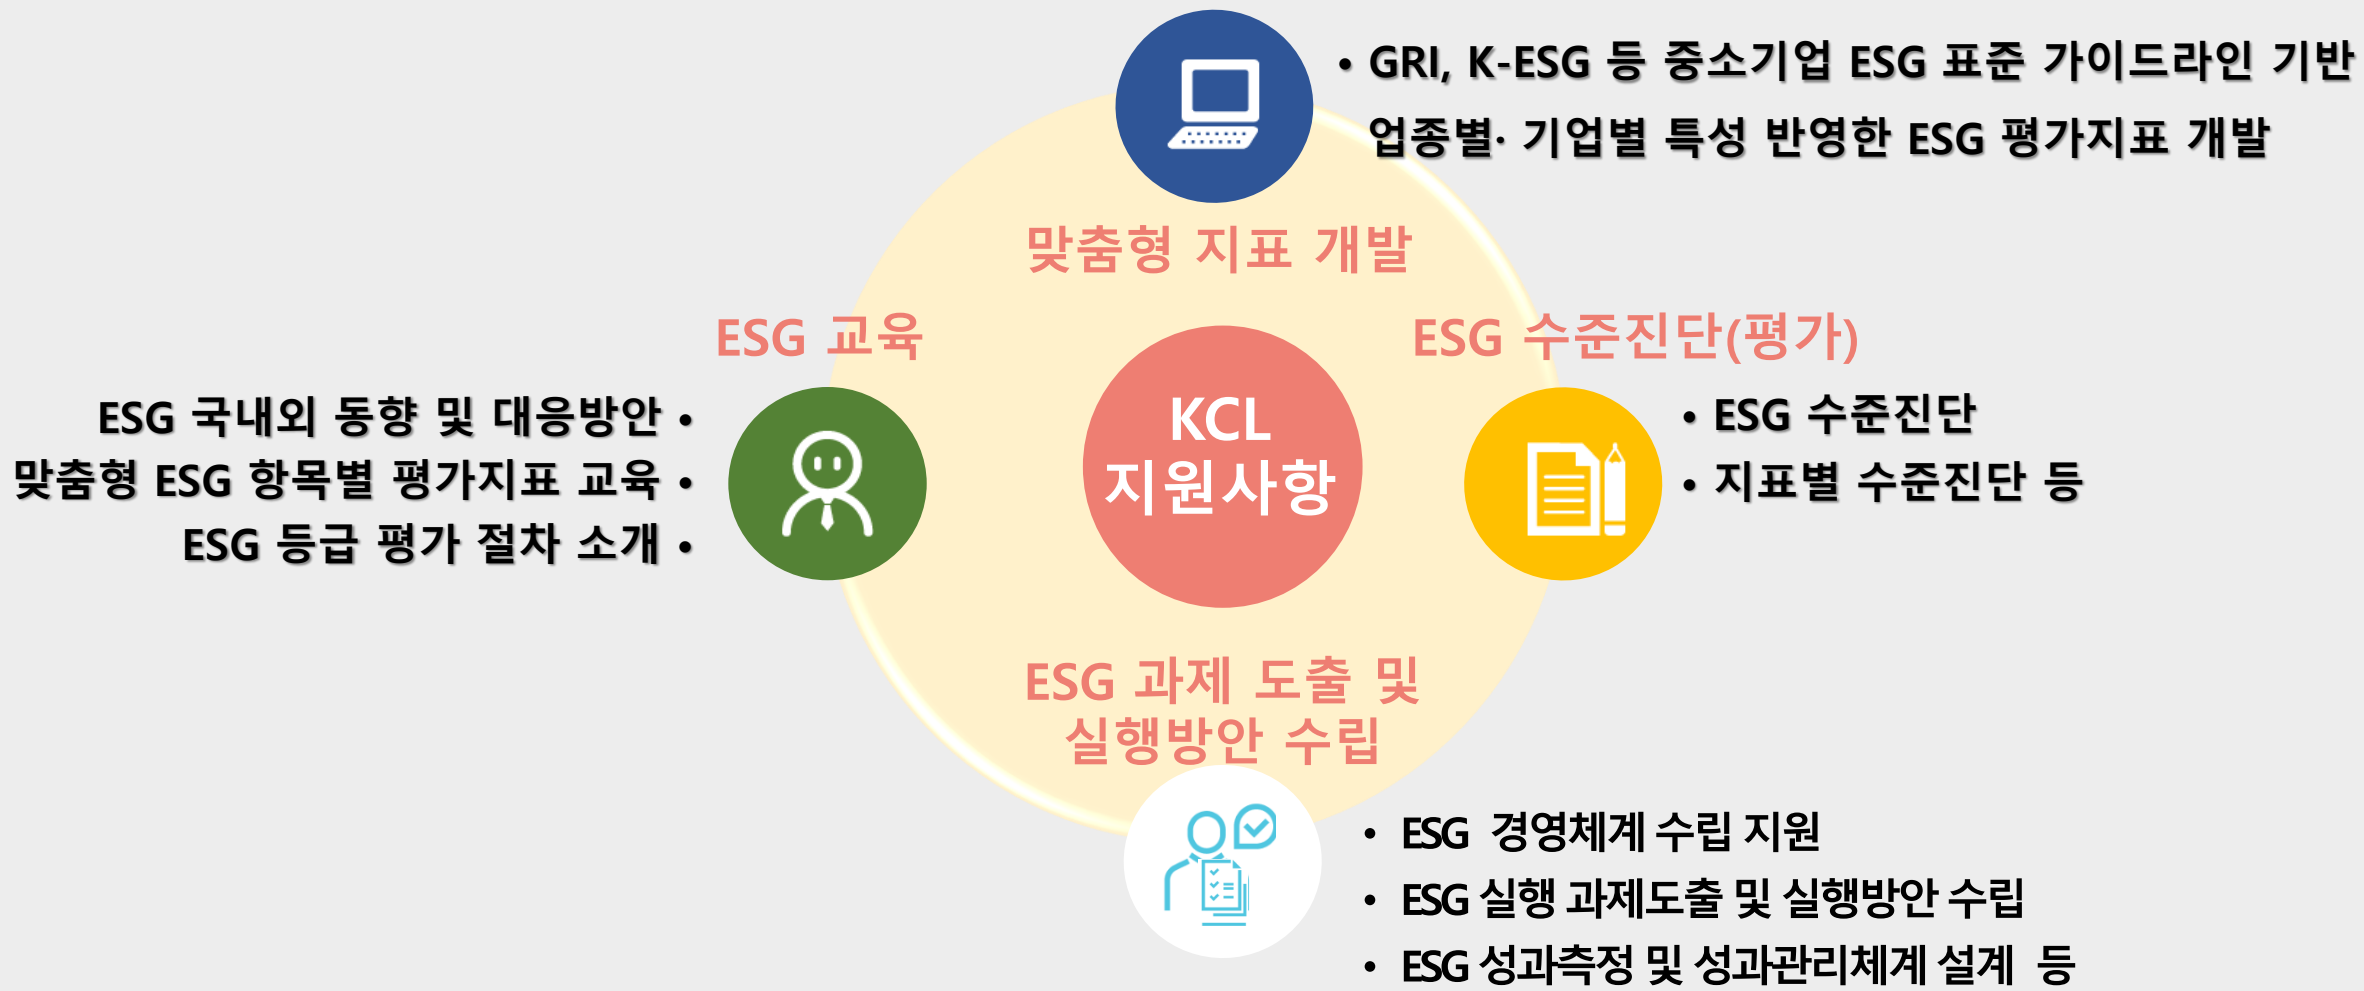 • GRI, K-ESG 등 중소기업 ESG 표준 가이드라인 기반
업종별· 기업별 특성 반영한 ESG 평가지표 개발
맞춤형 지표 개발
ESG 교육
ESG 국내외 동향 및 대응방안 •
맞춤형 ESG 항목별 평가지표 교육 •
ESG 등급 평가 절차 소개 •
KCL
지원사항
ESG 수준진단(평가)
• ESG 수준진단
• 지표별 수준진단 등
ESG 과제 도출 및
실행방안 수립
• ESG 경영체계 수립 지원
• ESG 실행 과제도출 및 실행방안 수립
• ESG 성과측정 및 성과관리체계 설계 등